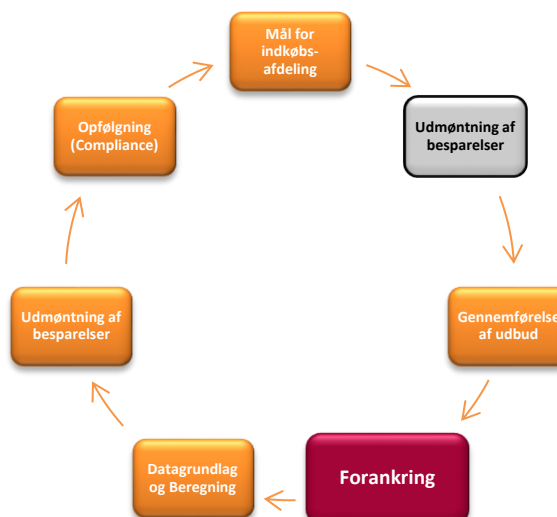 Mål for
indkøbs-
afdeling
Udmøntning af
besparelser
Gennemførelse
af udbud
Forankring
Datagrundlag
og Beregning
Udmøntning af
besparelser
Opfølgning
(Compliance)